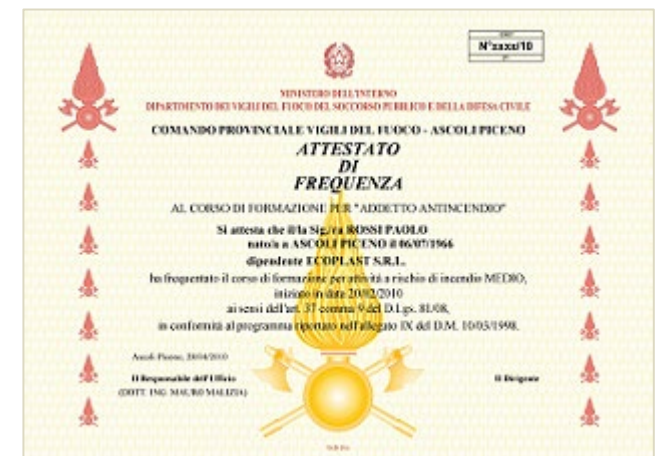 N°xxxx/10
MINISTERO DELL'INTERNO
DIPARTIMENTO DEI VIGILI DEL FUOCO DEL SOCCORSO PUBBLICO E DELLA DIFESA CIVILE
COMANDO PROVINCIALE VIGILI DEL FUOCO - ASCOLI PICENO
ATTESTATO
DI
FREQUENZA
AL CORSO DI FORMAZIONE PER "ADDETTO ANTINCENDIO"
Si attesta che il/la Sig./ra ROSSI PAOLO
nato/a a ASCOLI PICENO il 06/07/1966
dipendente ECOPLAST S.R.L.
ha frequentato il corso di formazione per attività a rischio di incendio MEDIO,
iniziato in data 20/02/2010
ai sensi dell'art. 37 comma 9 del D.Lgs. 81/08,
in conformità al programma riportato nell'allegato IX del D.M. 10/03/1998.
Ascoli Piceno, 28/04/2010
Il Responsabile dell'Ufficio
Il Dirigente
(DOTT. ING. MAURO MALIZIA)